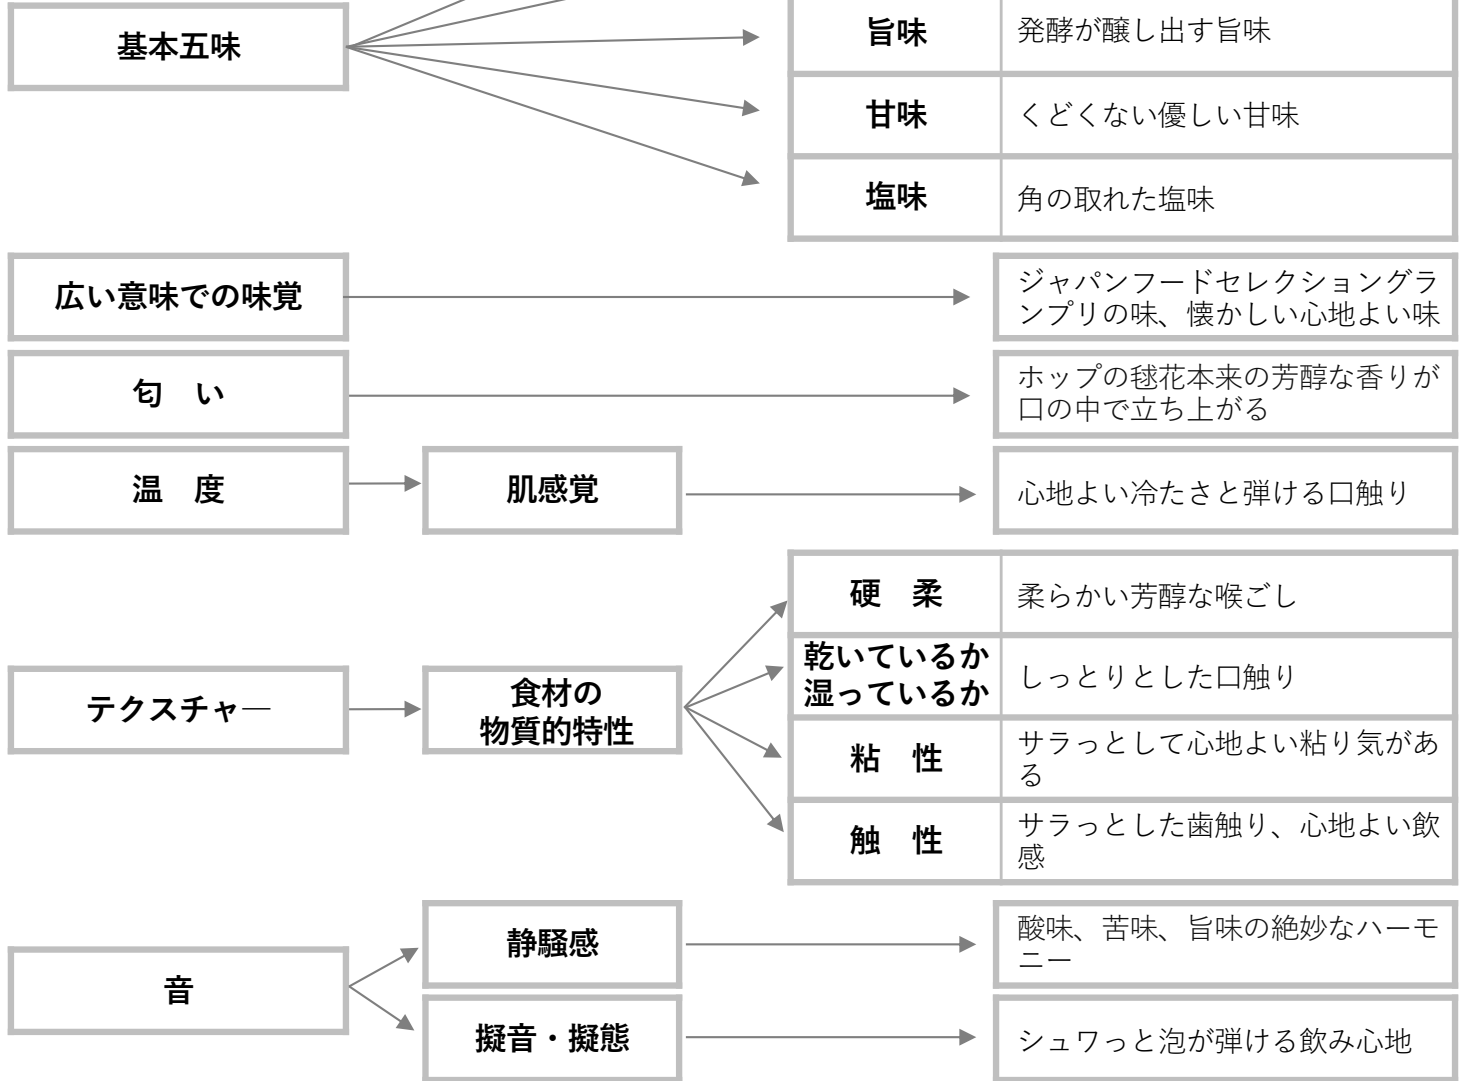 基本五味
旨味
発酵が醸し出す旨味
甘味
くどくない優しい甘味
塩味
角の取れた塩味
広い意味での味覚
ジャパンフードセレクショングラ
ンプリの味、懐かしい心地よい味
匂　い
ホップの毬花本来の芳醇な香りが
口の中で立ち上がる
温　度
肌感覚
心地よい冷たさと弾ける口触り
テクスチャ―
食材の
物質的特性
硬　柔
柔らかい芳醇な喉ごし
乾いているか
湿っているか
しっとりとした口触り
粘　性
サラっとして心地よい粘り気があ
る
触　性
サラっとした歯触り、心地よい飲
感
音
静騒感
酸味、苦味、旨味の絶妙なハーモ
ニー
擬音・擬態
シュワっと泡が弾ける飲み心地